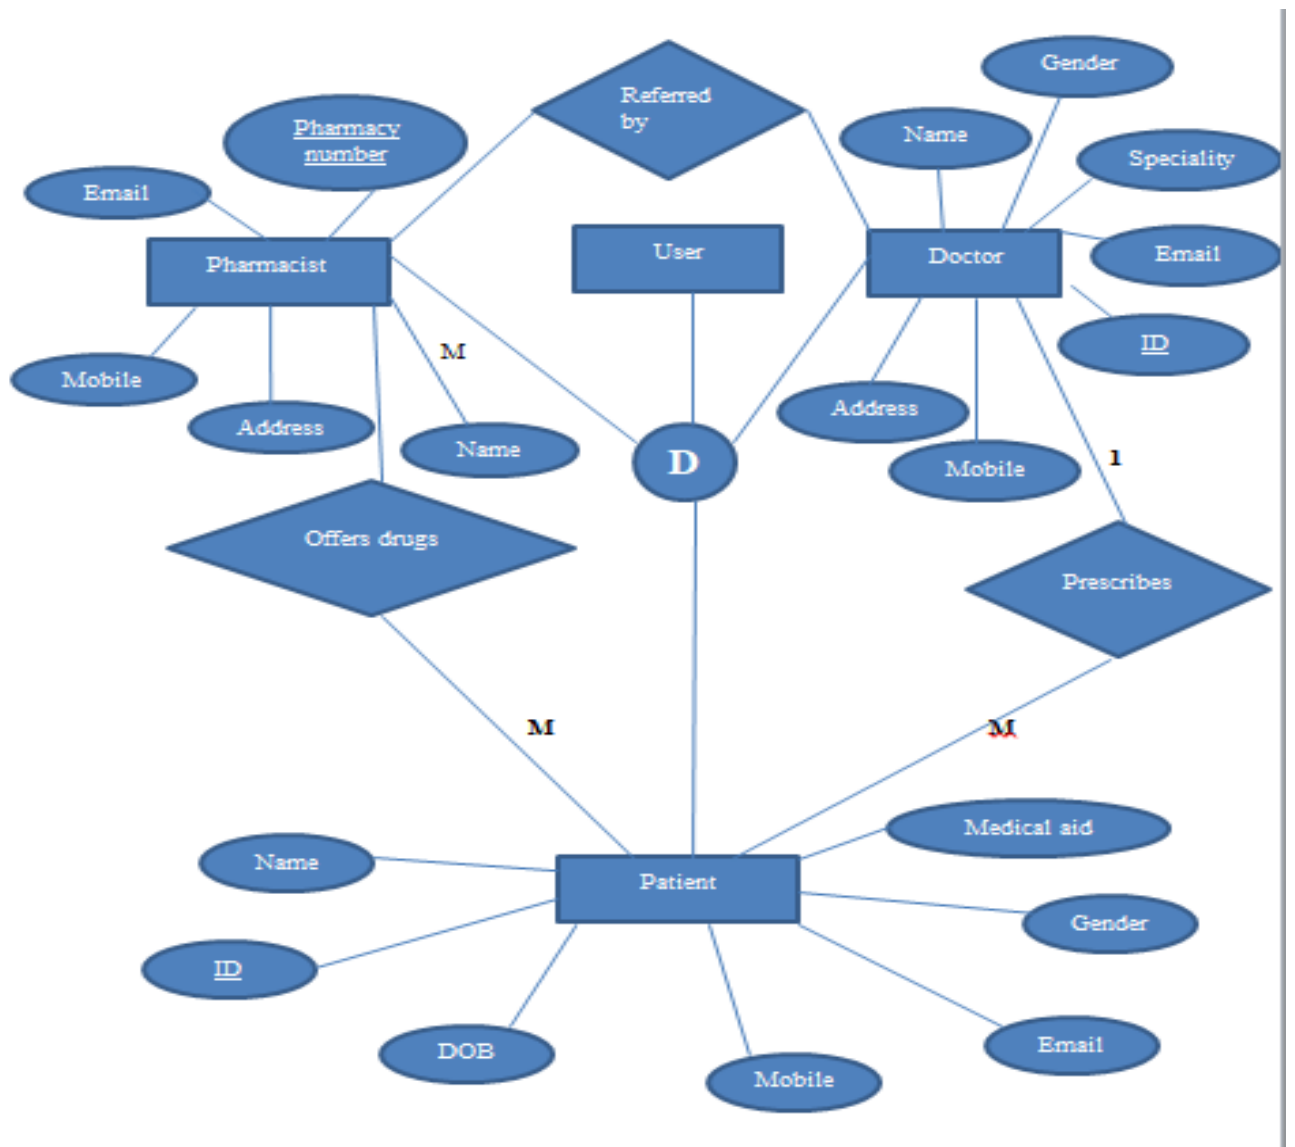 Gender
Referred
by
Pharmacy
number
Name
Speciality
Email
User
Email
Pharmacist
Doctor
ID
M
Mobile
Address
Address
Name
D
Mobile
1
Offers drugs
Prescribes
M
M
Medical aid
Name
Patient
Gender
ID
DOB
Email
Mobile